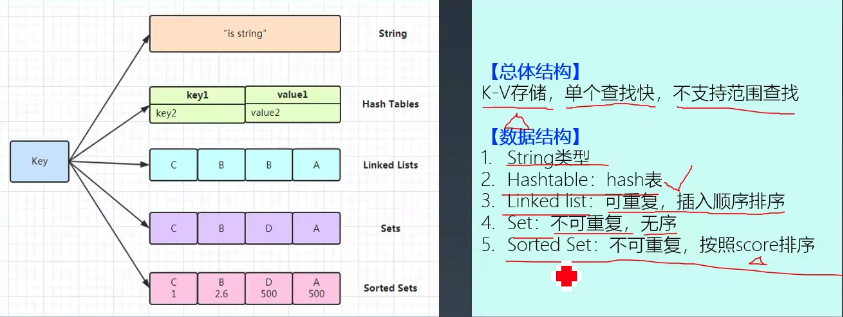 Key
"is string"
String
key1 value1
key2 value2
Hash Tables
C B B A
Linked Lists
C B D A
Sets
C B D A
1 2.6 500 500
Sorted Sets
【总体结构】
K-V存储，单个查找快，不支持范围查找
【数据结构】
1. String类型
2. Hashtable：hash表
3. Linked list：可重复，插入顺序排序
4. Set：不可重复，无序
5. Sorted Set：不可重复，按照score排序